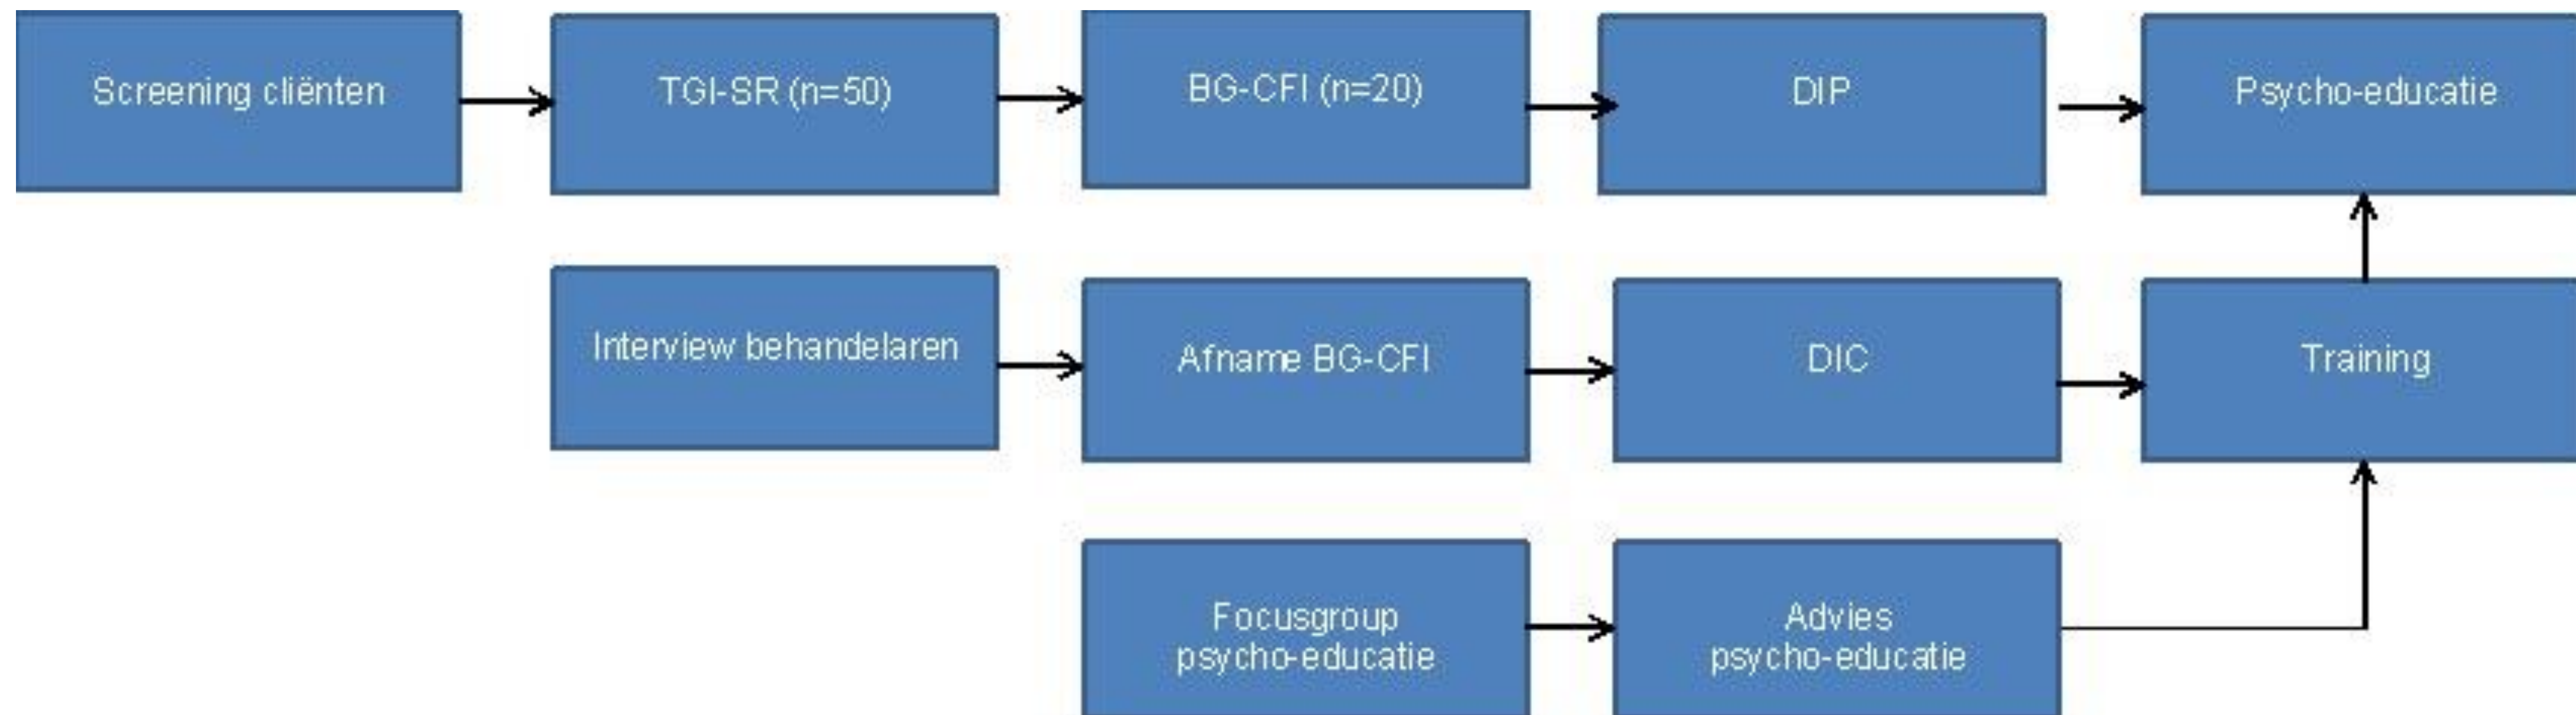 Screening cliënten
TGI-SR (n=50)
BG-CFI (n=20)
DIP
Psycho-educatie
Interview behandelaren
Afname BG-CFI
DIC
Training
Focusgroup
psycho-educatie
Advies
psycho-educatie